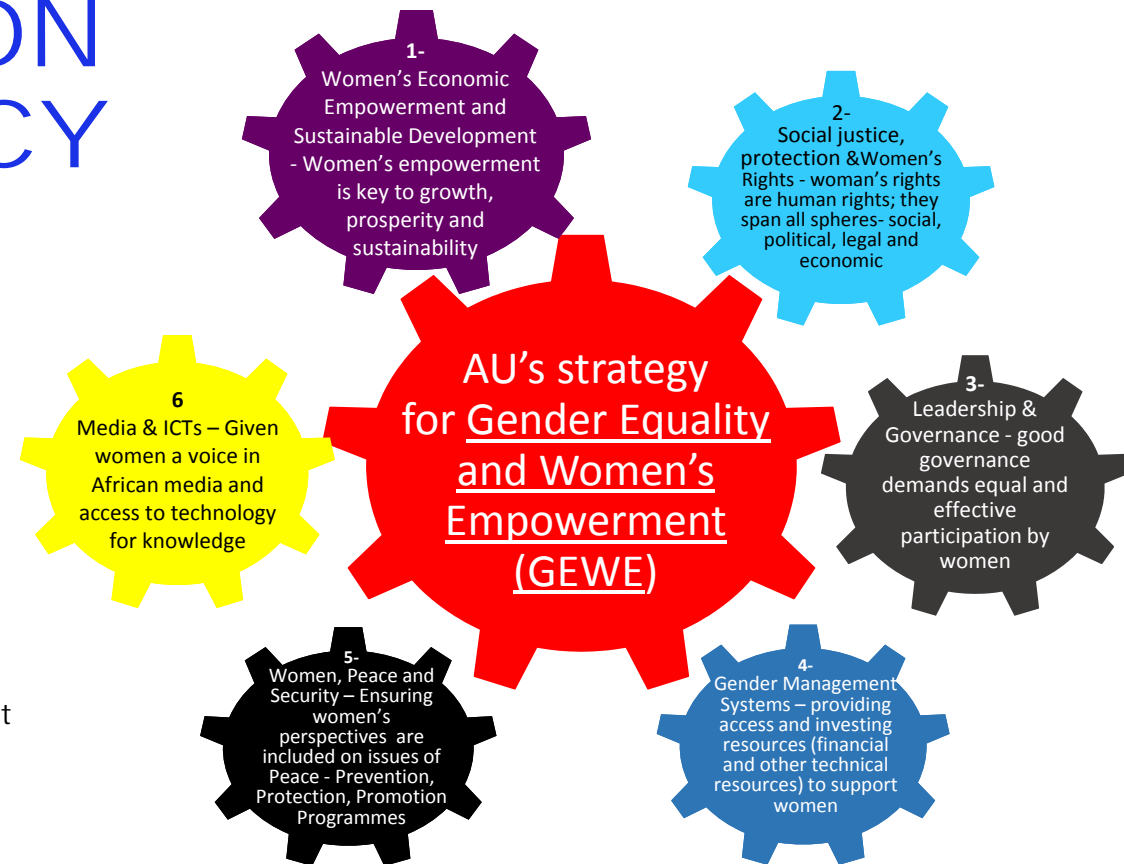 ON
CY
1-
Women’s Economic
Empowerment and
Sustainable Development
- Women’s empowerment
is key to growth,
prosperity and
sustainability
2-
Social justice,
protection &Women’s
Rights - woman’s rights
are human rights; they
span all spheres- social,
political, legal and
economic
AU’s strategy
for Gender Equality
and Women’s
Empowerment
(GEWE)
3-
Leadership &
Governance - good
governance
demands equal and
effective
participation by
women
4-
Gender Management
Systems – providing
access and investing
resources (financial
and other technical
resources) to support
women
5-
Women, Peace and
Security – Ensuring
women’s
perspectives are
included on issues of
Peace - Prevention,
Protection, Promotion
Programmes
6
Media & ICTs – Given
women a voice in
African media and
access to technology
for knowledge
t